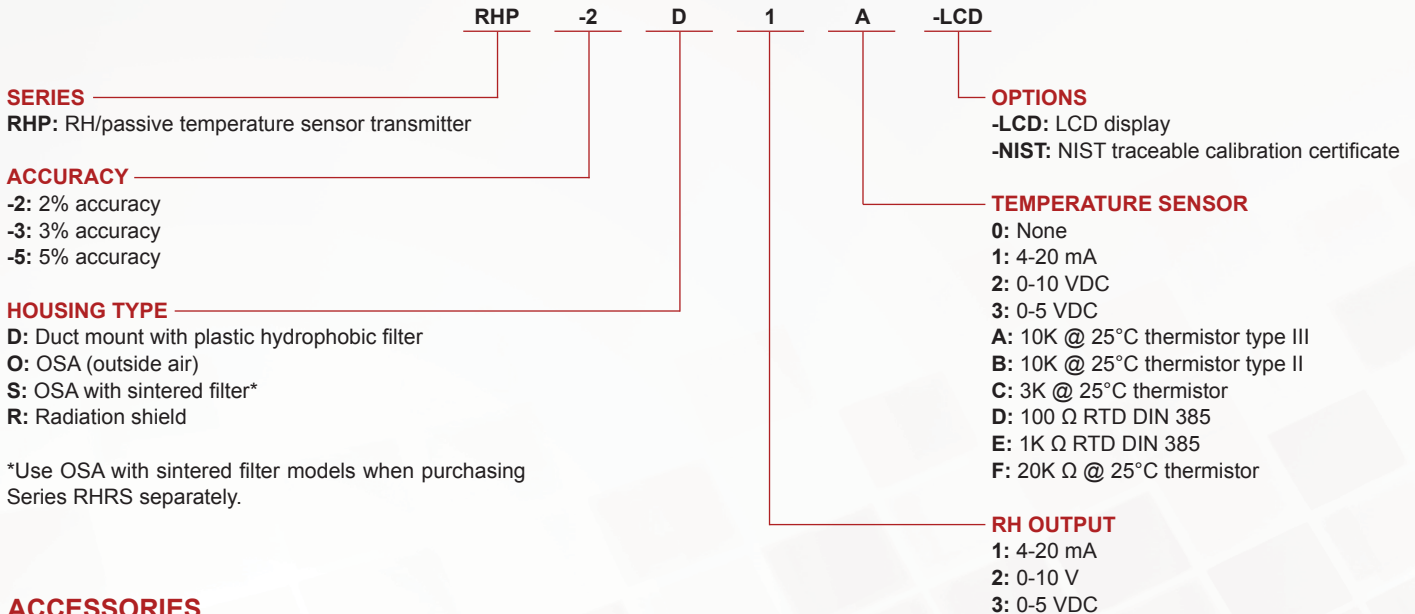 RHP -2 D 1 A -LCD
SERIES
RHP: RH/passive temperature sensor transmitter
ACCURACY
-2: 2% accuracy
-3: 3% accuracy
-5: 5% accuracy
HOUSING TYPE
D: Duct mount with plastic hydrophobic filter
O: OSA (outside air)
S: OSA with sintered filter*
R: Radiation shield
*Use OSA with sintered filter models when purchasing
Series RHRS separately.
ACCESSORIES
OPTIONS
-LCD: LCD display
-NIST: NIST traceable calibration certificate
TEMPERATURE SENSOR
0: None
1: 4-20 mA
2: 0-10 VDC
3: 0-5 VDC
A: 10K @ 25°C thermistor type III
B: 10K @ 25°C thermistor type II
C: 3K @ 25°C thermistor
D: 100 Ω RTD DIN 385
E: 1K Ω RTD DIN 385
F: 20K Ω @ 25°C thermistor
RH OUTPUT
1: 4-20 mA
2: 0-10 V
3: 0-5 VDC